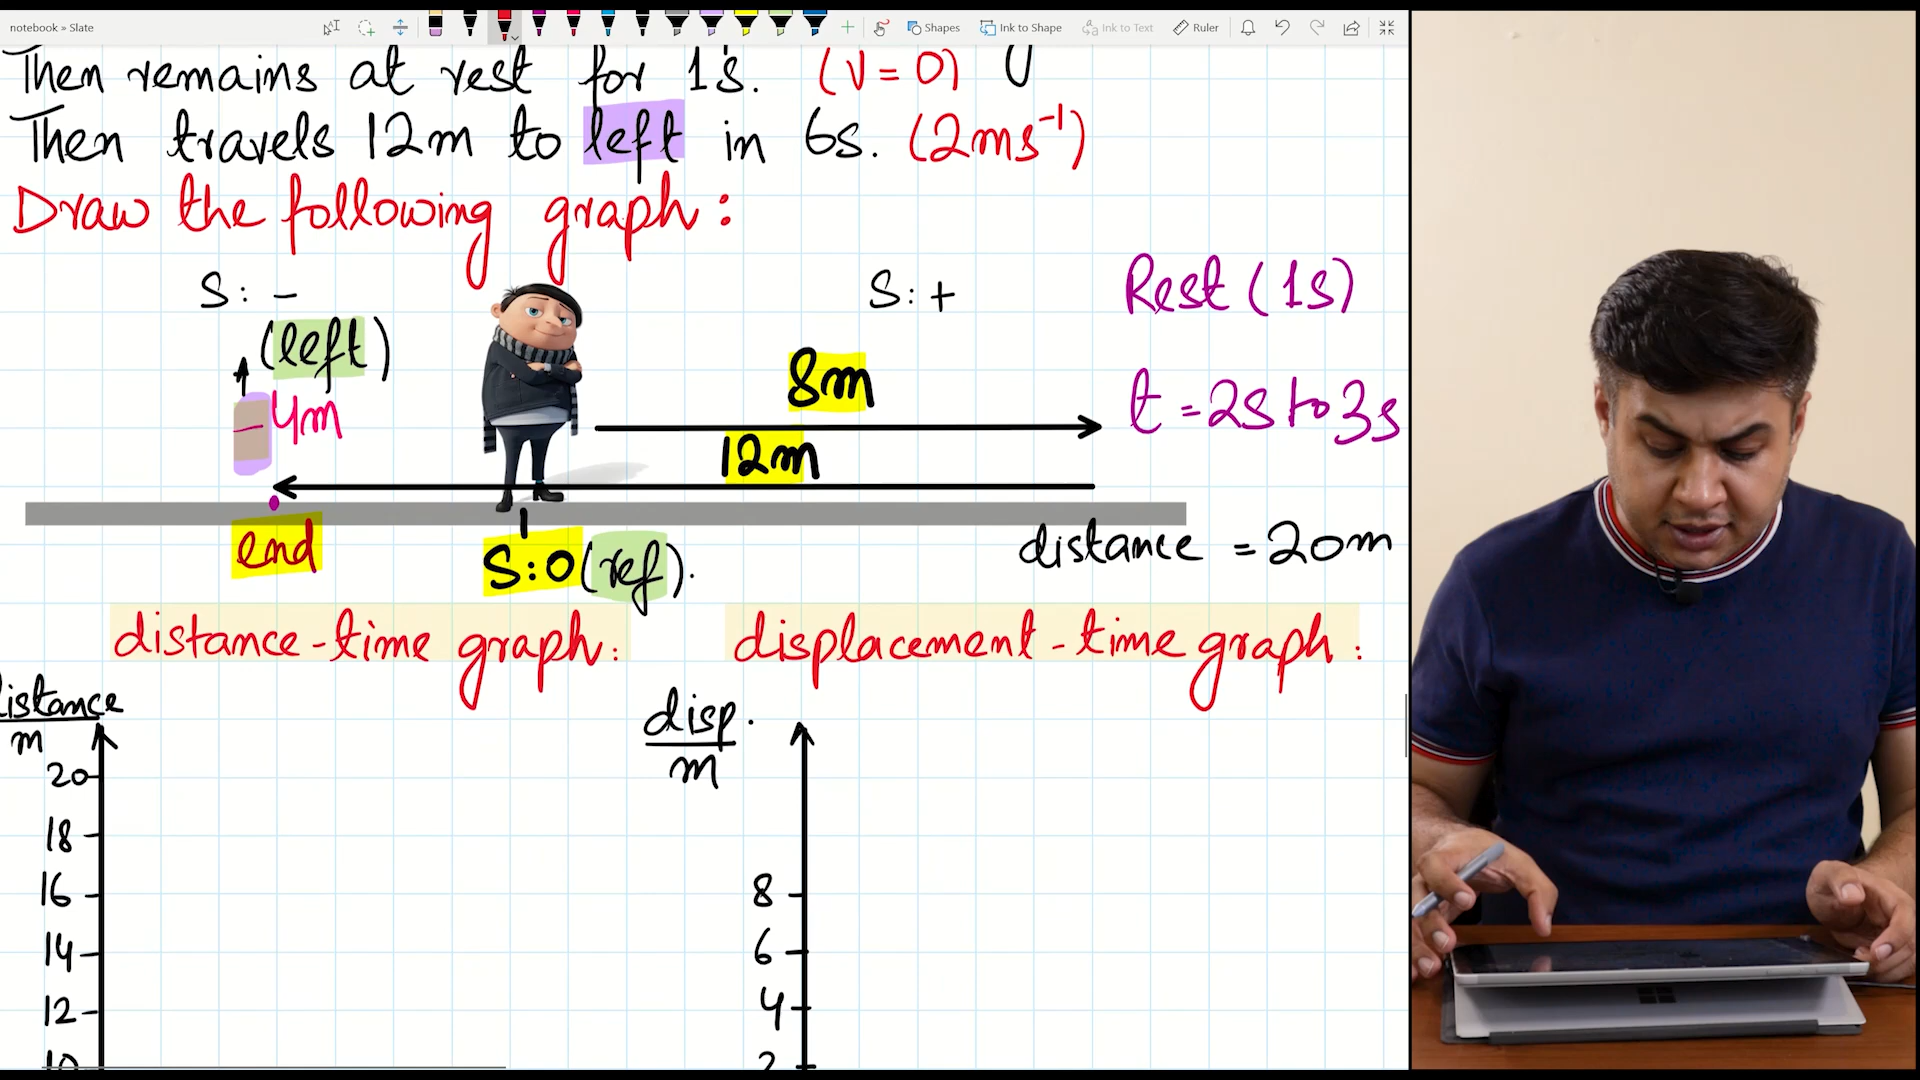 notebook » Slate
Shapes
Ink to Shape
Ink to Text
Ruler
Then remains at rest for 1s. (V = 0)
Then travels 12m to left in 6s. (2ms⁻¹)
Draw the following graph:
S: -
S: +
Rest (1s)
(left)
8m
-4m
t = 2s to 3s
12m
end
S:0 (ref).
distance = 20m
distance-time graph:
displacement-time graph:
istance
m
disp.
m
20
18
16
14
12
10
8
6
4
2